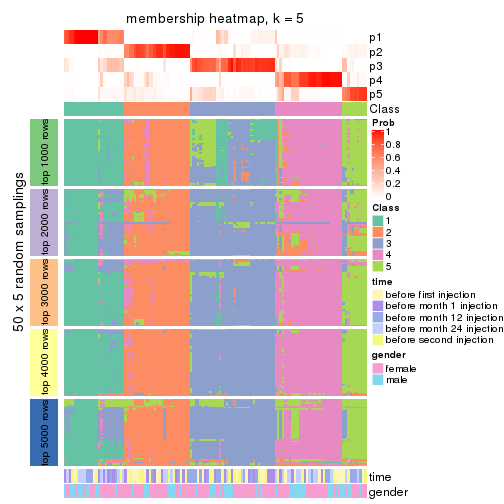 membership heatmap, k = 5
p1
p2
p3
p4
p5
Class
50 x 5 random samplings
top 1000 rows
top 2000 rows
top 3000 rows
top 4000 rows
top 5000 rows
time
gender
Prob
1
0.8
0.6
0.4
0.2
0
Class
1
2
3
4
5
time
before first injection
before month 1 injection
before month 12 injection
before month 24 injection
before second injection
gender
female
male